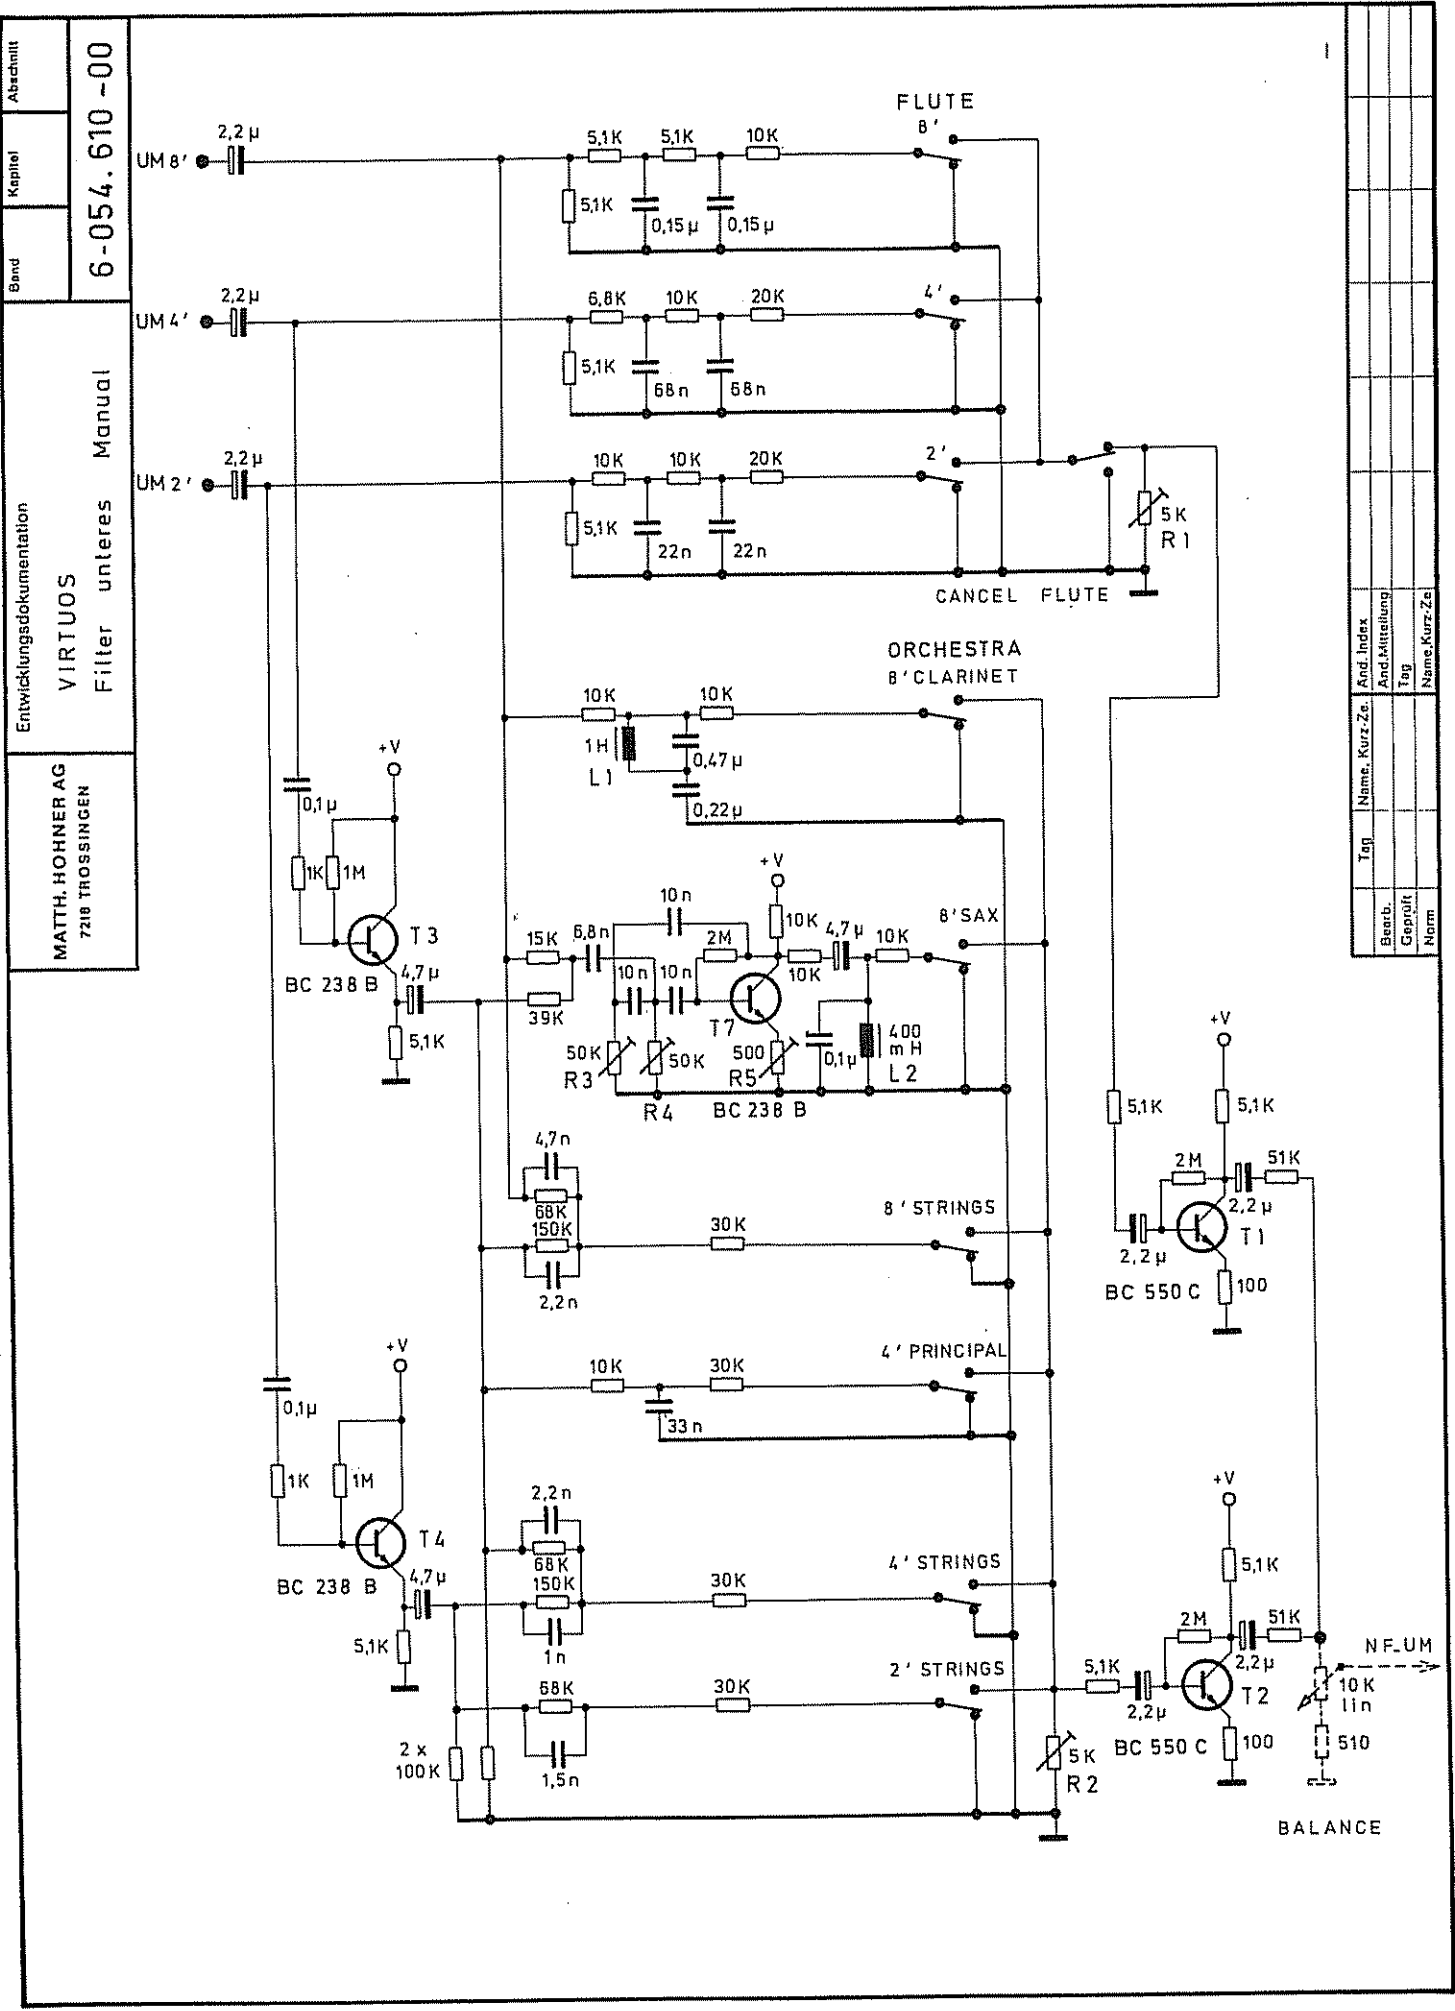 Abschnitt
Kapitel
Band
6-054.610-00
Entwicklungsdokumentation
VIRTUOS
Filter unteres Manual
MATTH. HOHNER AG
7218 TROSSINGEN
UM 8'
2,2 µ
5,1K
5,1K
10K
FLUTE
8'
5,1K
0,15 µ
0,15 µ
UM 4'
2,2 µ
6,8K
10K
20K
4'
5,1K
68n
68n
UM 2'
2,2 µ
10K
10K
20K
2'
5,1K
22n
22n
5K
R1
CANCEL FLUTE
ORCHESTRA
8' CLARINET
10K
10K
1H
L1
0,47µ
0,22µ
+V
0,1µ
1K
1M
T3
BC 238 B
4,7µ
5,1K
+V
10n
10K
8' SAX
15K
6,8n
2M
4,7µ
10K
10n
10n
10K
39K
T7
50K
R3
50K
R4
500
R5
0,1µ
400
mH
L2
BC 238 B
4,7n
68K
150K
2,2n
30K
8' STRINGS
+V
5,1K
5,1K
2M
51K
2,2µ
T1
2,2µ
BC 550 C
100
4' PRINCIPAL
10K
30K
33n
+V
0,1µ
1K
1M
T4
BC 238 B
4,7µ
5,1K
2,2n
68K
150K
1n
30K
4' STRINGS
2' STRINGS
68K
30K
1,5n
2 x
100K
5K
R2
+V
5,1K
2M
51K
5,1K
2,2µ
2,2µ
T2
BC 550 C
100
NF_UM
10K
lin
510
BALANCE
Tag
Name, Kurz-Ze.
Bearb.
Geprüft
Norm
Änd. Index
Änd. Mitteilung
Tag
Name, Kurz-Ze